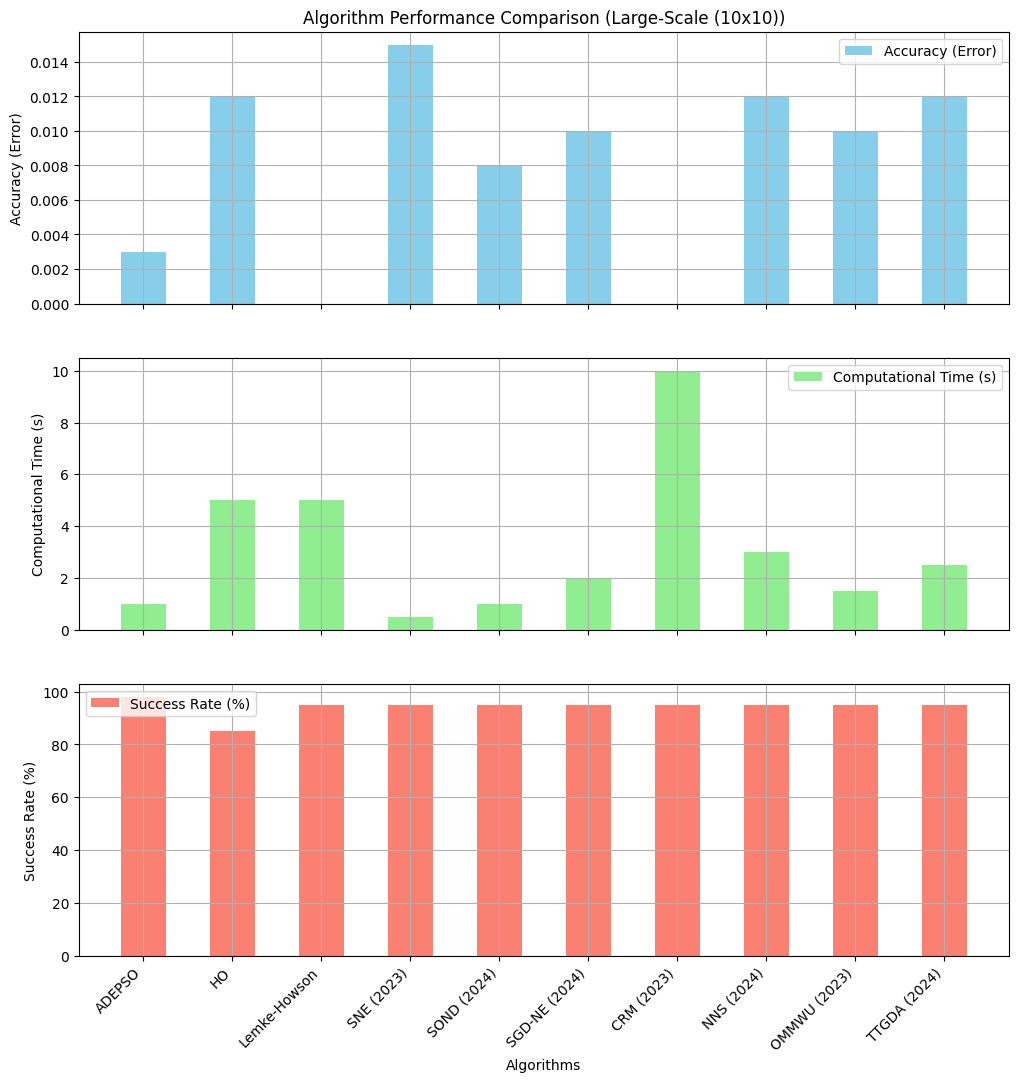 Algorithm Performance Comparison (Large-Scale (10x10))
Accuracy (Error)
Accuracy (Error)
0.014
0.012
0.010
0.008
0.006
0.004
0.002
0.000
Computational Time (s)
Computational Time (s)
10
8
6
4
2
0
Success Rate (%)
Success Rate (%)
100
80
60
40
20
0
ADEPSO
HO
Lemke-Howson
SNE (2023)
SOND (2024)
SGD-NE (2024)
CRM (2023)
NNS (2024)
OMMWU (2023)
TTGDA (2024)
Algorithms